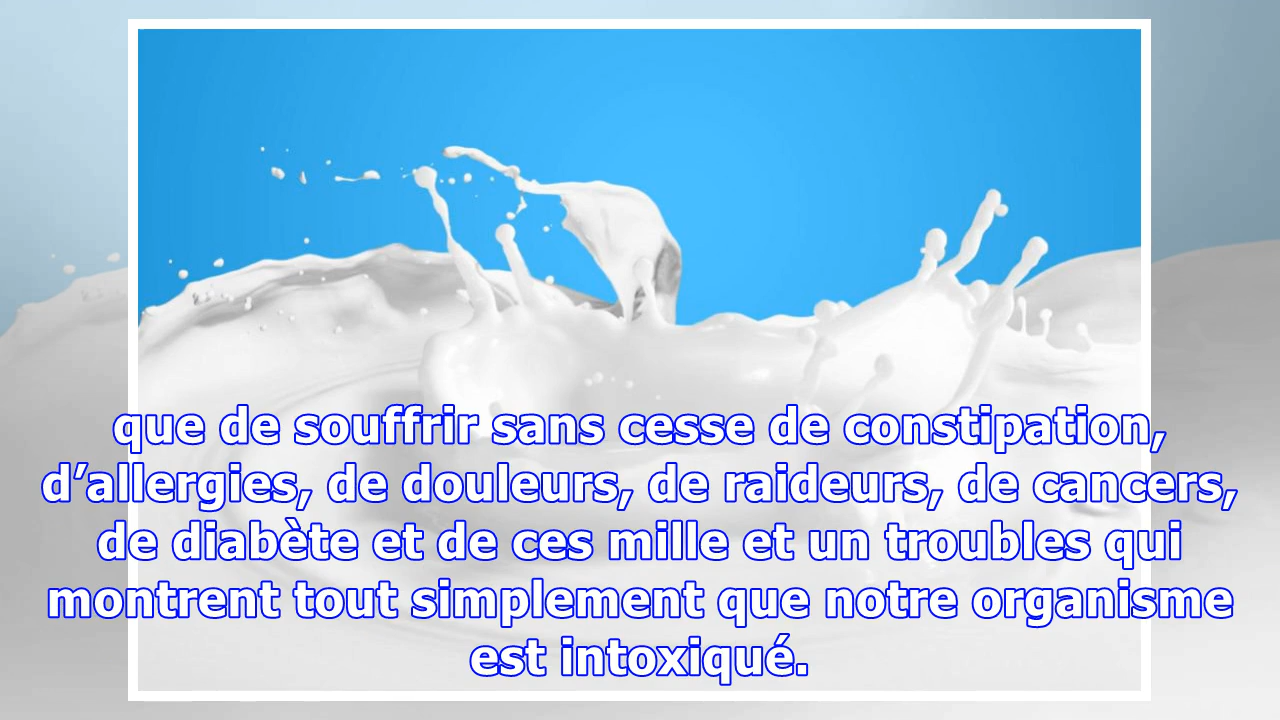 que de souffrir sans cesse de constipation,
d’allergies, de douleurs, de raideurs, de cancers,
de diabète et de ces mille et un troubles qui
montrent tout simplement que notre organisme
est intoxiqué.